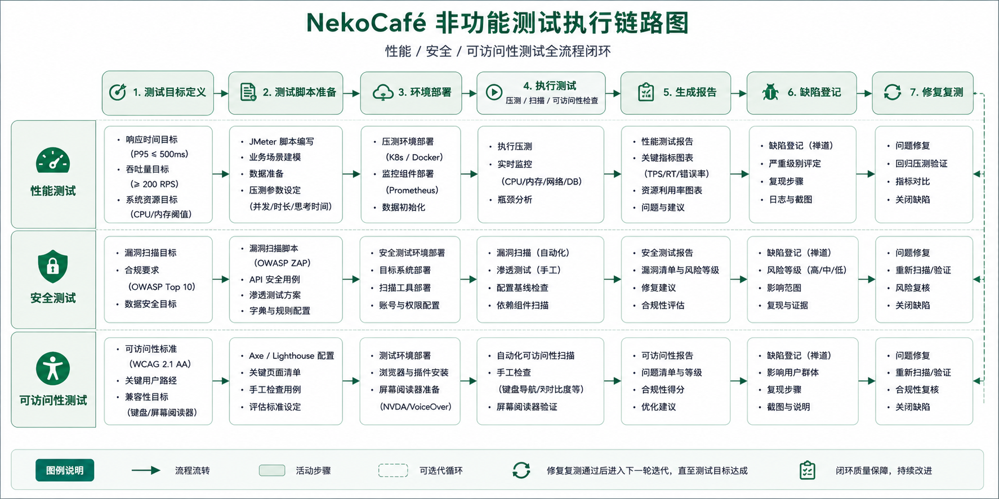 NekoCafé 非功能测试执行链路图
性能 / 安全 / 可访问性测试全流程闭环
1. 测试目标定义
2. 测试脚本准备
3. 环境部署
4. 执行测试
压测 / 扫描 / 可访问性检查
5. 生成报告
6. 缺陷登记
7. 修复复测
性能测试
• 响应时间目标
（P95 ≤ 500ms）
• 吞吐量目标
（≥ 200 RPS）
• 系统资源目标
（CPU/内存阈值）
• JMeter 脚本编写
• 业务场景建模
• 数据准备
• 压测参数设定
（并发/时长/思考时间）
• 压测环境部署
（K8s / Docker）
• 监控组件部署
（Prometheus）
• 数据初始化
• 执行压测
• 实时监控
（CPU/内存/网络/DB）
• 瓶颈分析
• 性能测试报告
• 关键指标图表
（TPS/RT/错误率）
• 资源利用率图表
• 问题与建议
• 缺陷登记（禅道）
• 严重级别评定
• 复现步骤
• 日志与截图
• 问题修复
• 回归压测验证
• 指标对比
• 关闭缺陷
安全测试
• 漏洞扫描目标
• 合规要求
（OWASP Top 10）
• 数据安全目标
• 漏洞扫描脚本
（OWASP ZAP）
• API 安全用例
• 渗透测试方案
• 字典与规则配置
• 安全测试环境部署
• 目标系统部署
• 扫描工具部署
• 账号与权限配置
• 漏洞扫描（自动化）
• 渗透测试（手工）
• 配置基线检查
• 依赖组件扫描
• 安全测试报告
• 漏洞清单与风险等级
• 修复建议
• 合规性评估
• 缺陷登记（禅道）
• 风险等级（高/中/低）
• 影响范围
• 复现与证据
• 问题修复
• 重新扫描/验证
• 风险复核
• 关闭缺陷
可访问性测试
• 可访问性标准
（WCAG 2.1 AA）
• 关键用户路经
• 兼容性目标
（键盘/屏幕阅读器）
• Axe / Lighthouse 配置
• 关键页面清单
• 手工检查用例
• 评估标准设定
• 测试环境部署
• 浏览器与插件安装
• 屏幕阅读器准备
（NVDA/VoiceOver）
• 自动化可访问性扫描
• 手工检查
（键盘导航/对比度等）
• 屏幕阅读器验证
• 可访问性报告
• 问题清单与等级
• 合规性得分
• 优化建议
• 缺陷登记（禅道）
• 影响用户群体
• 复现步骤
• 截图与说明
• 问题修复
• 重新扫描/验证
• 合规性复核
• 关闭缺陷
图例说明
流程流转
活动步骤
可选代循环
修复复测通过后进入下一轮迭代，直至测试目标达成
闭环质量保障，持续改进